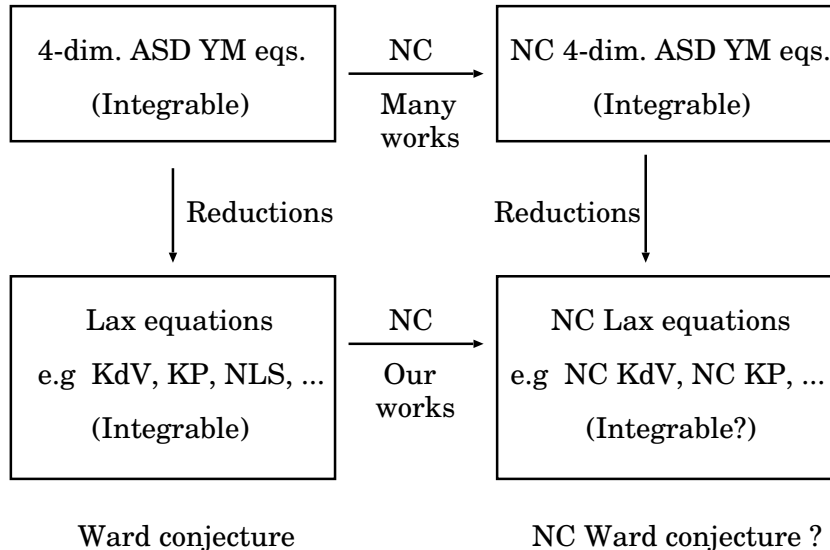 4-dim. ASD YM eqs.
(Integrable)
NC
Many
works
NC 4-dim. ASD YM eqs.
(Integrable)
Reductions
Reductions
Lax equations
e.g KdV, KP, NLS, ...
(Integrable)
NC
Our
works
NC Lax equations
e.g NC KdV, NC KP, ...
(Integrable?)
Ward conjecture
NC Ward conjecture ?